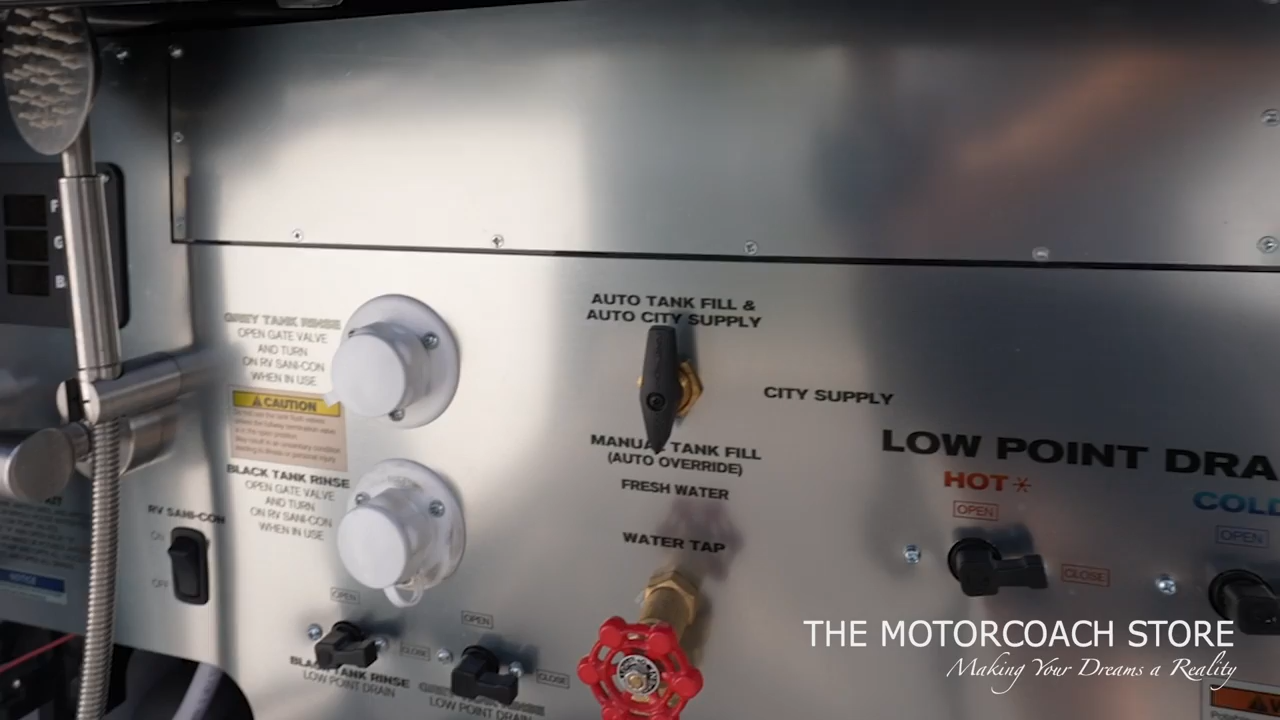 F
G
B
GREY TANK RINSE
OPEN GATE VALVE
AND TURN
ON RV SANI-CON
WHEN IN USE
CAUTION
BLACK TANK RINSE
OPEN GATE VALVE
AND TURN
ON RV SANI-CON
WHEN IN USE
RV SANI-CON
ON
OFF
NOTICE
AUTO TANK FILL &
AUTO CITY SUPPLY
CITY SUPPLY
MANUAL TANK FILL
(AUTO OVERRIDE)
FRESH WATER
WATER TAP
LOW POINT DRA
HOT*
OPEN
CLOSE
COLD
OPEN
OPEN
CLOSE
BLACK TANK RINSE
LOW POINT DRAIN
OPEN
CLOSE
GREY TANK RINSE
LOW POINT DRAIN
THE MOTORCOACH STORE
Making Your Dreams a Reality